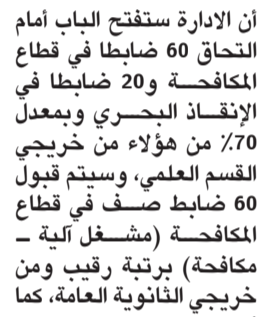 أن الادارة ستفتح الباب أمام
التحاق 60 ضابطا في قطاع
المكافحة و20 ضابطا في
الإنقاذ البحري وبمعدل
70٪ من هؤلاء من خريجي
القسم العلمي، وسيتم قبول
60 ضابط صف في قطاع
المكافحة (مشغل آلية ــ
مكافحة) برتبة رقيب ومن
خريجي الثانوية العامة، كما